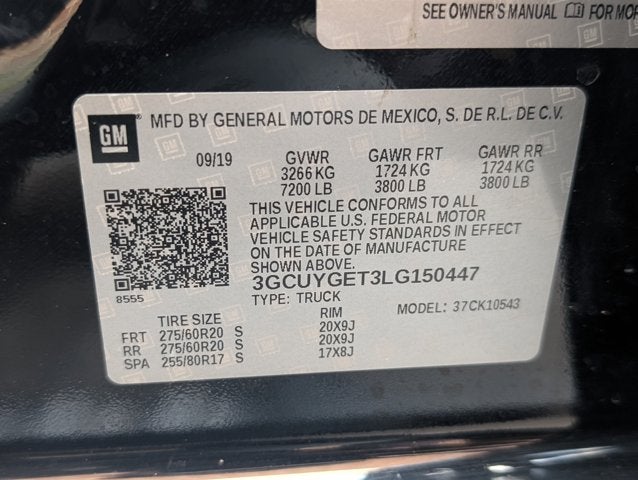 SEE OWNER'S MANUAL FOR MOR
GM
MFD BY GENERAL MOTORS DE MEXICO, S. DE R.L. DE C.V.
09/19 GVWR GAWR FRT GAWR RR
3266 KG 1724 KG 1724 KG
7200 LB 3800 LB 3800 LB
THIS VEHICLE CONFORMS TO ALL
APPLICABLE U.S. FEDERAL MOTOR
VEHICLE SAFETY STANDARDS IN EFFECT
ON THE DATE OF MANUFACTURE
SHOWN ABOVE.
3GCUYGET3LG150447
8555
TYPE: TRUCK MODEL: 37CK10543
TIRE SIZE RIM
FRT 275/60R20 S 20X9J
RR 275/60R20 S 20X9J
SPA 255/80R17 S 17X8J